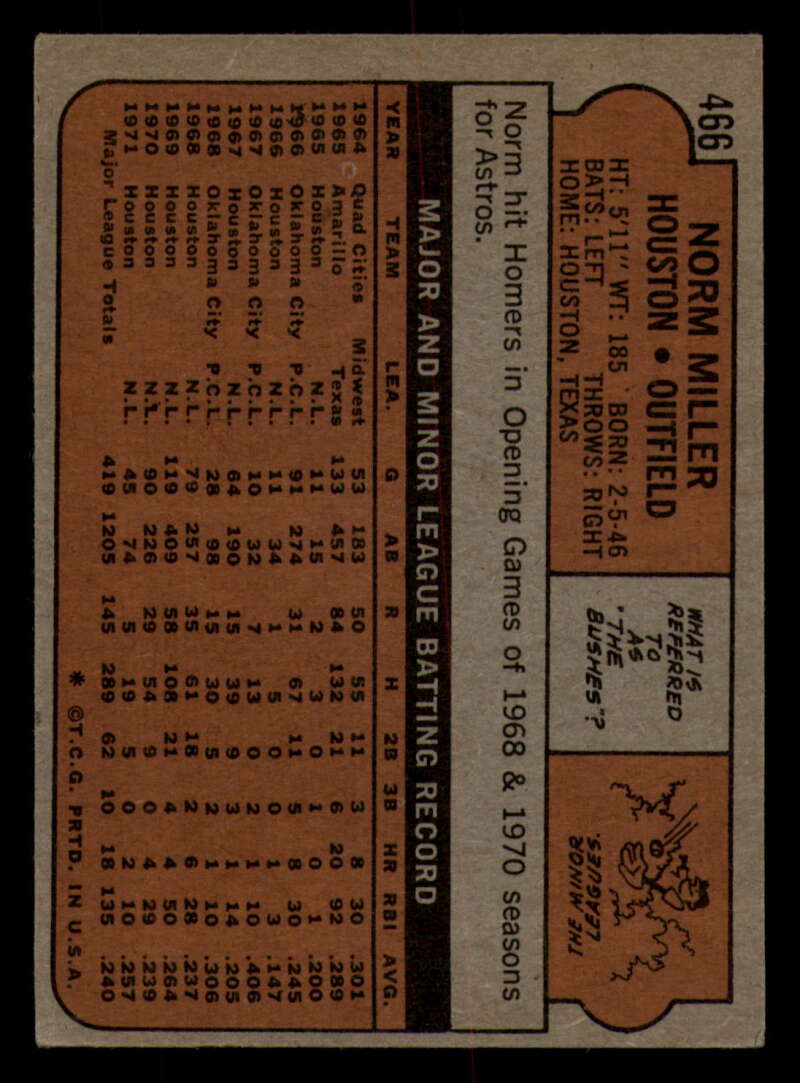 466
NORM MILLER
HOUSTON • OUTFIELD
HT: 5'11" WT: 185 BORN: 2-5-46
BATS: LEFT THROWS: RIGHT
HOME: HOUSTON, TEXAS
WHAT IS
REFERRED
TO
AS
"THE
BUSHES"?
THE MINOR
LEAGUES.
Norm hit Homers in Opening Games of 1968 & 1970 seasons
for Astros.
MAJOR AND MINOR LEAGUE BATTING RECORD
YEAR TEAM LEA. G AB R H 2B 3B HR RBI AVG.
1964 Quad Cities Midwest 53 183 50 55 11 3 8 30 .301
1965 Amarillo Texas 133 457 84 132 21 6 20 92 .289
1965 Houston N.L. 11 15 2 3 0 1 0 1 .200
1966 Oklahoma City P.C.L. 91 274 31 67 11 5 8 30 .245
1966 Houston N.L. 11 34 1 5 0 0 1 3 .147
1967 Oklahoma City P.C.L. 10 32 7 13 0 2 1 10 .406
1967 Houston N.L. 64 190 15 39 9 3 1 14 .205
1968 Oklahoma City P.C.L. 28 98 15 30 5 2 1 10 .306
1968 Houston N.L. 79 257 35 61 18 2 6 28 .237
1969 Houston N.L. 119 409 58 108 21 4 4 50 .264
1970 Houston N.L. 90 226 29 54 9 0 4 29 .239
1971 Houston N.L. 45 74 5 19 5 0 2 10 .257
Major League Totals 419 1205 145 289 62 10 18 135 .240
* ©T.C.G. PRTD. IN U.S.A.